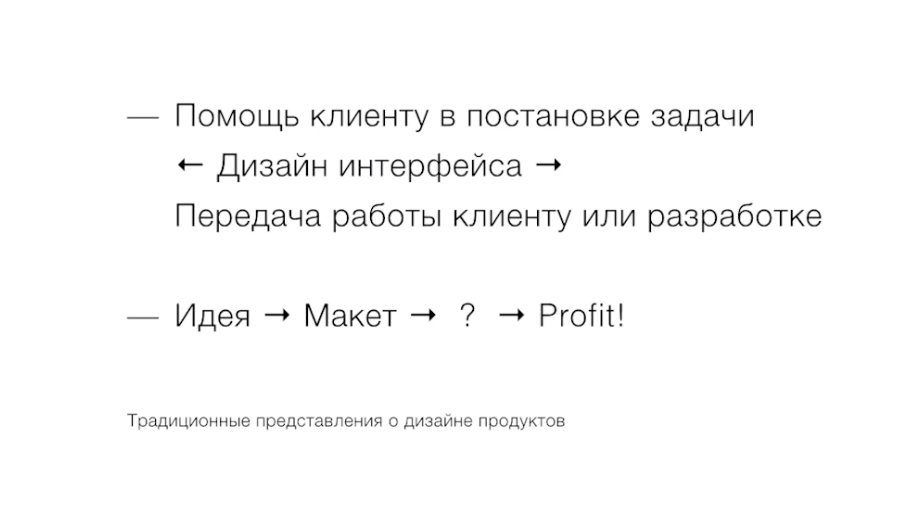 — Помощь клиенту в постановке задачи
← Дизайн интерфейса →
Передача работы клиенту или разработке
— Идея → Макет → ? → Profit!
Традиционные представления о дизайне продуктов